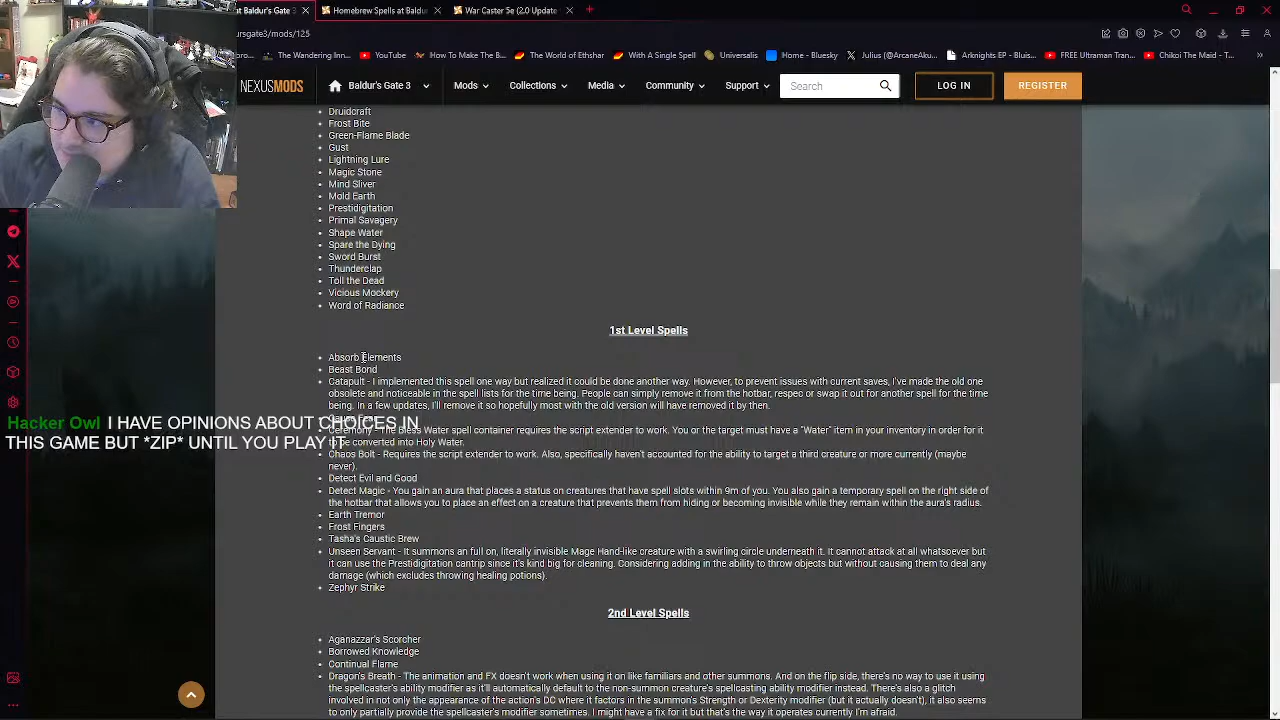 at Baldur's Gate 3
Homebrew Spells at Baldur
War Caster 5e (2.0 Update
ursgate3/mods/125
The Wandering Inn...
YouTube
How To Make The B...
The World of Ethshar
With A Single Spell
Universalis
Home - Bluesky
Julius (@ArcaneAku...
Arknights EP - Bluis...
FREE Ultraman Thro...
Chikoi The Maid - T...
NEXUSMODS
Baldur's Gate 3
Mods
Collections
Media
Community
Support
Search
LOG IN
REGISTER
Druidcraft
Frost Bite
Green-Flame Blade
Gust
Lightning Lure
Magic Stone
Mind Sliver
Mold Earth
Prestidigitation
Primal Savagery
Shape Water
Spare the Dying
Sword Burst
Thunderclap
Toll the Dead
Vicious Mockery
Word of Radiance
1st Level Spells
Absorb Elements
Beast Bond
Catapult - I implemented this spell one way but realized it could be done another way. However, to prevent issues with current saves, I've made the old one
obsolete and noticeable in the spell lists for the time being. People can simply remove it from the hotbar, respec or swap it out for another spell for the time
being. In a few updates, I'll remove it so hopefully most with the old version will have removed it by then.
Ceremony - The Bless Water spell container requires the script extender to work. You or the target must have a "Water" item in your inventory in order for it
be converted into Holy Water.
Chaos Bolt - Requires the script extender to work. Also, specifically haven't accounted for the ability to target a third creature or more currently (maybe
never).
Detect Evil and Good
Detect Magic - You gain an aura that places a status on creatures that have spell slots within 9m of you. You also gain a temporary spell on the right side of
the hotbar that allows you to place an effect on a creature that prevents them from hiding or becoming invisible while they remain within the aura's radius.
Earth Tremor
Frost Fingers
Tasha's Caustic Brew
Unseen Servant - It summons an full on, literally invisible Mage Hand-like creature with a swirling circle underneath it. It cannot attack at all whatsoever but
it can use the Prestidigitation cantrip since it's kind big for cleaning. Considering adding in the ability to throw objects but without causing them to deal any
damage (which excludes throwing healing potions).
Zephyr Strike
2nd Level Spells
Aganazzar's Scorcher
Borrowed Knowledge
Continual Flame
Dragon's Breath - The animation and FX doesn't work when using it on like familiars and other summons. And on the flip side, there's no way to use it using
the spellcaster's ability modifier as it'll automatically default to the non-summon creature's spellcasting ability modifier instead. There's also a glitch
involved in not only the appearance of the action's DC where it factors in the summon's Strength or Dexterity modifier (but it actually doesn't), it also seems
to only partially provide the spellcaster's modifier sometimes. I might have a fix for it but that's the way it operates currently I'm afraid.
Hacker Owl I HAVE OPINIONS ABOUT CHOICES IN
THIS GAME BUT *ZIP* UNTIL YOU PLAY IT